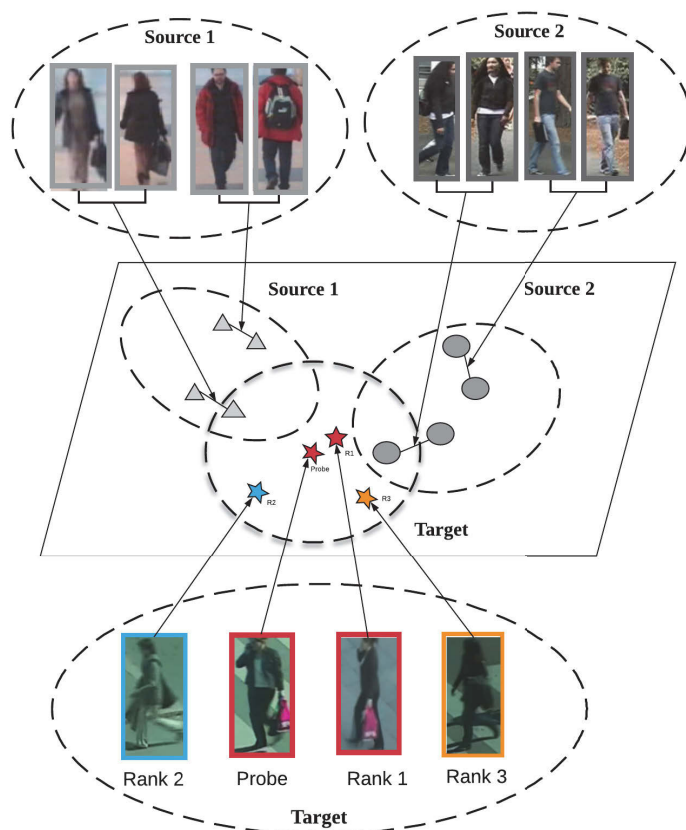 Source 1
Source 2
Source 1
Source 2
R1
Probe
R2
R3
Target
Rank 2
Probe
Rank 1
Rank 3
Target